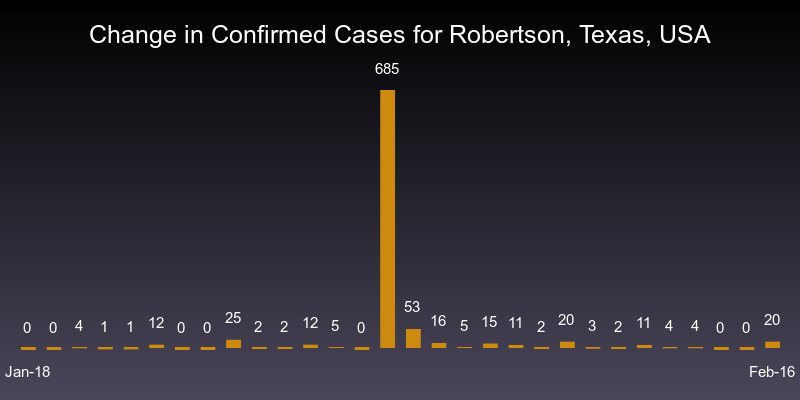 Change in Confirmed Cases for Robertson, Texas, USA
685
0 0 4 1 1 12 0 0 25 2 2 12 5 0 53 16 5 15 11 2 20 3 2 11 4 4 0 0 20
Jan-18 Feb-16